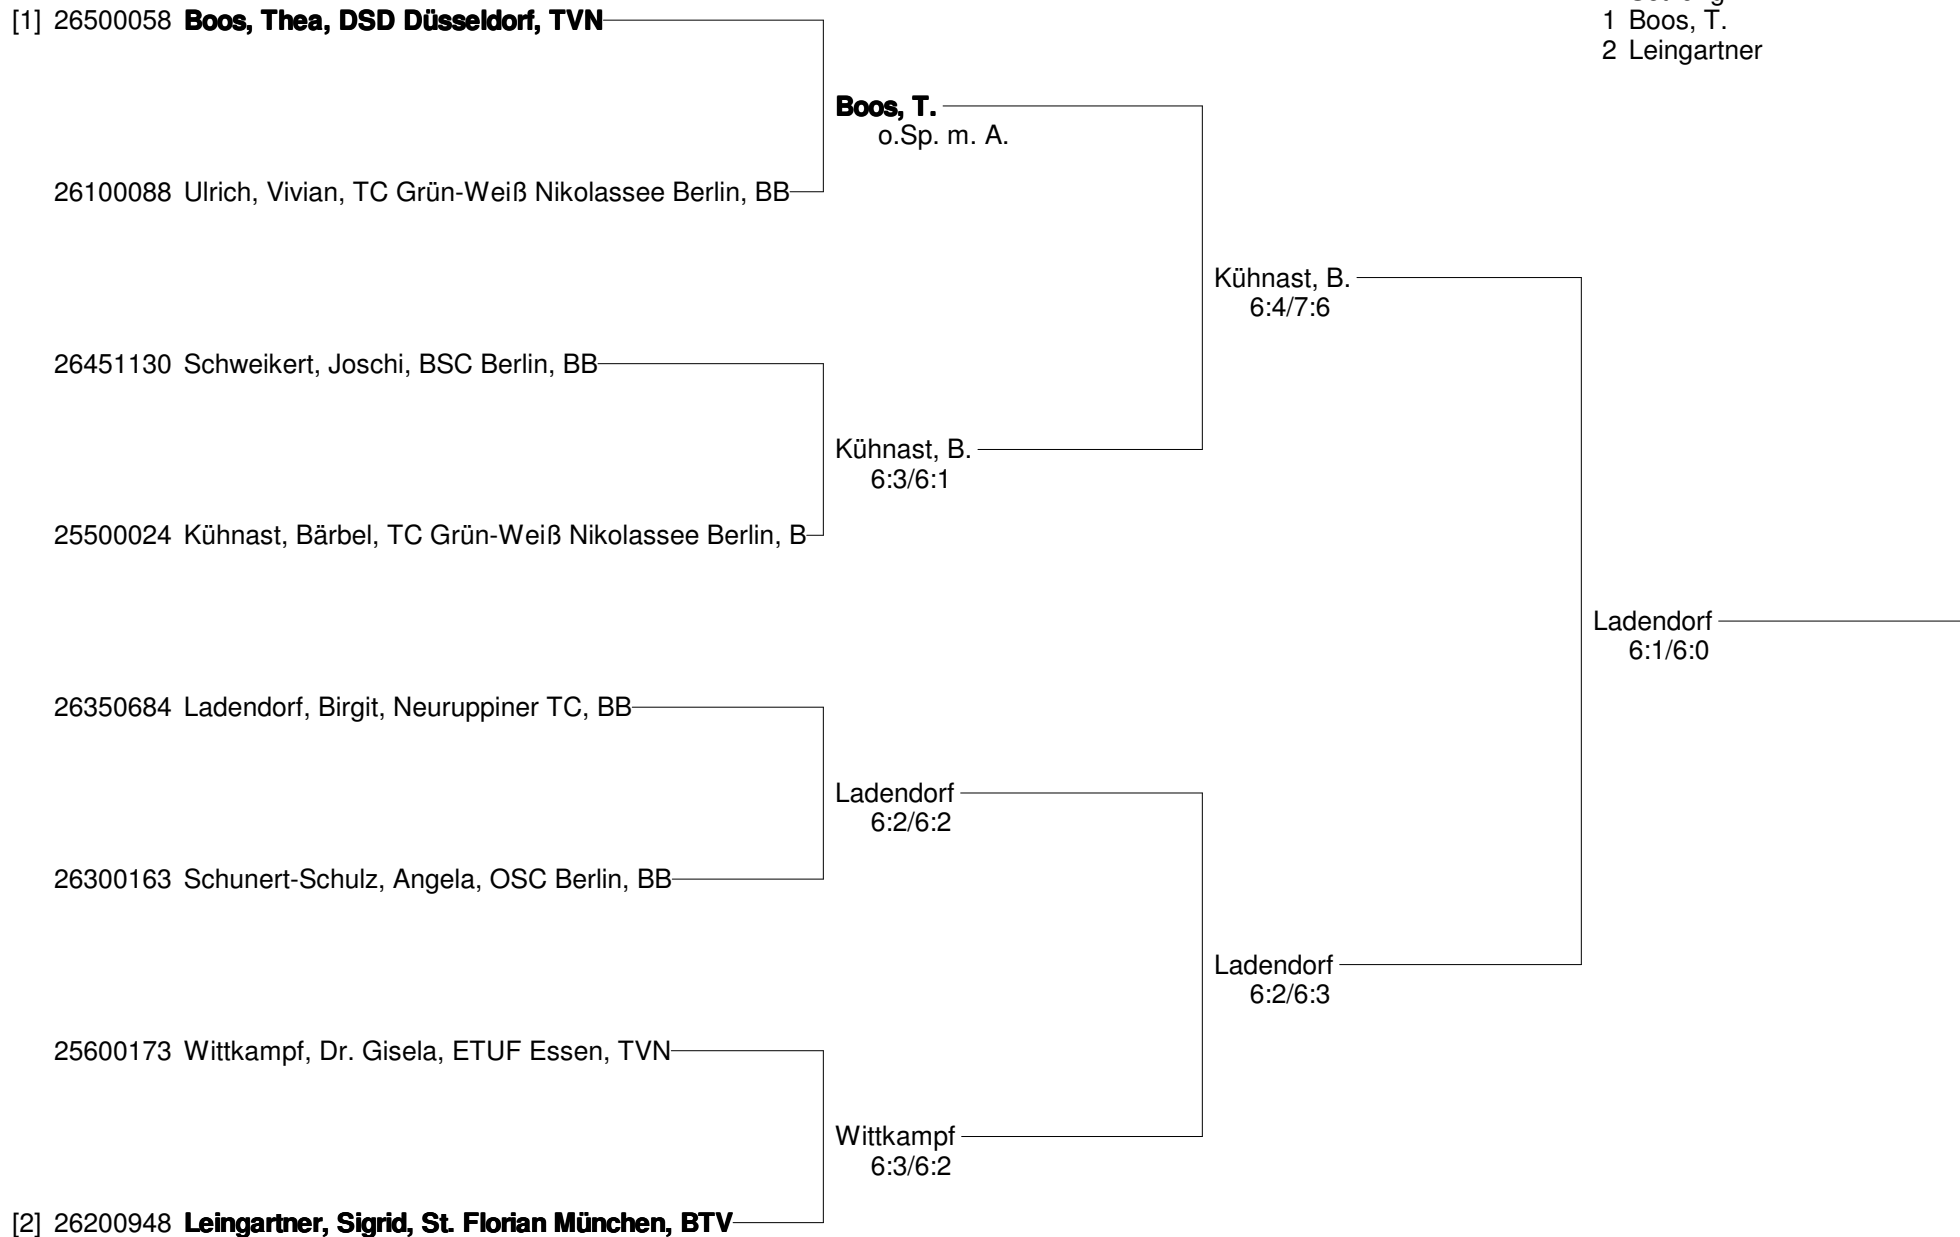 [1] 26500058 Boos, Thea, DSD Düsseldorf, TVN
1 Boos, T.
2 Leingartner
Boos, T.
o.Sp. m. A.
26100088 Ulrich, Vivian, TC Grün-Weiß Nikolassee Berlin, BB
Kühnast, B.
6:4/7:6
26451130 Schweikert, Joschi, BSC Berlin, BB
Kühnast, B.
6:3/6:1
25500024 Kühnast, Bärbel, TC Grün-Weiß Nikolassee Berlin, B
Ladendorf
6:1/6:0
26350684 Ladendorf, Birgit, Neuruppiner TC, BB
Ladendorf
6:2/6:2
26300163 Schunert-Schulz, Angela, OSC Berlin, BB
Ladendorf
6:2/6:3
25600173 Wittkampf, Dr. Gisela, ETUF Essen, TVN
Wittkampf
6:3/6:2
[2] 26200948 Leingartner, Sigrid, St. Florian München, BTV